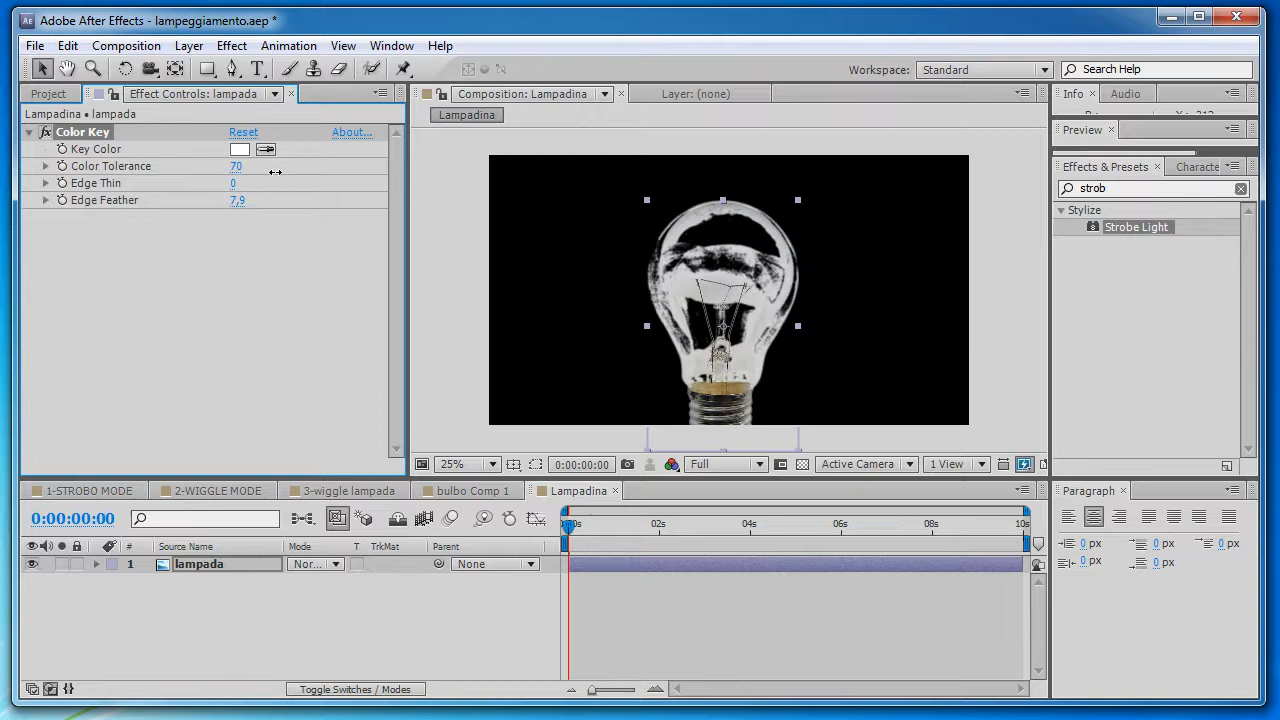 Adobe After Effects - lampeggiamento.aep *
File Edit Composition Layer Effect Animation View Window Help
Workspace: Standard Search Help
Project Effect Controls: lampada Composition: Lampadina Layer: (none) Info Audio
Lampadina • lampada
Lampadina
Color Key Reset About...
Preview
Key Color
Color Tolerance 70
Effects & Presets
Edge Thin 0
strob
Edge Feather 7,9
Stylize
Strobe Light
25% 0:00:00:00 Full Active Camera 1 View
1-STROBO MODE 2-WIGGLE MODE 3-wiggle lampada bulbo Comp 1 Lampadina Paragraph
0:00:00:00
02s 04s 06s 08s 10s
# Source Name Mode T TrkMat Parent
0 px 0 px 0 px
1 lampada Nor... None
0 px 0 px
Toggle Switches / Modes